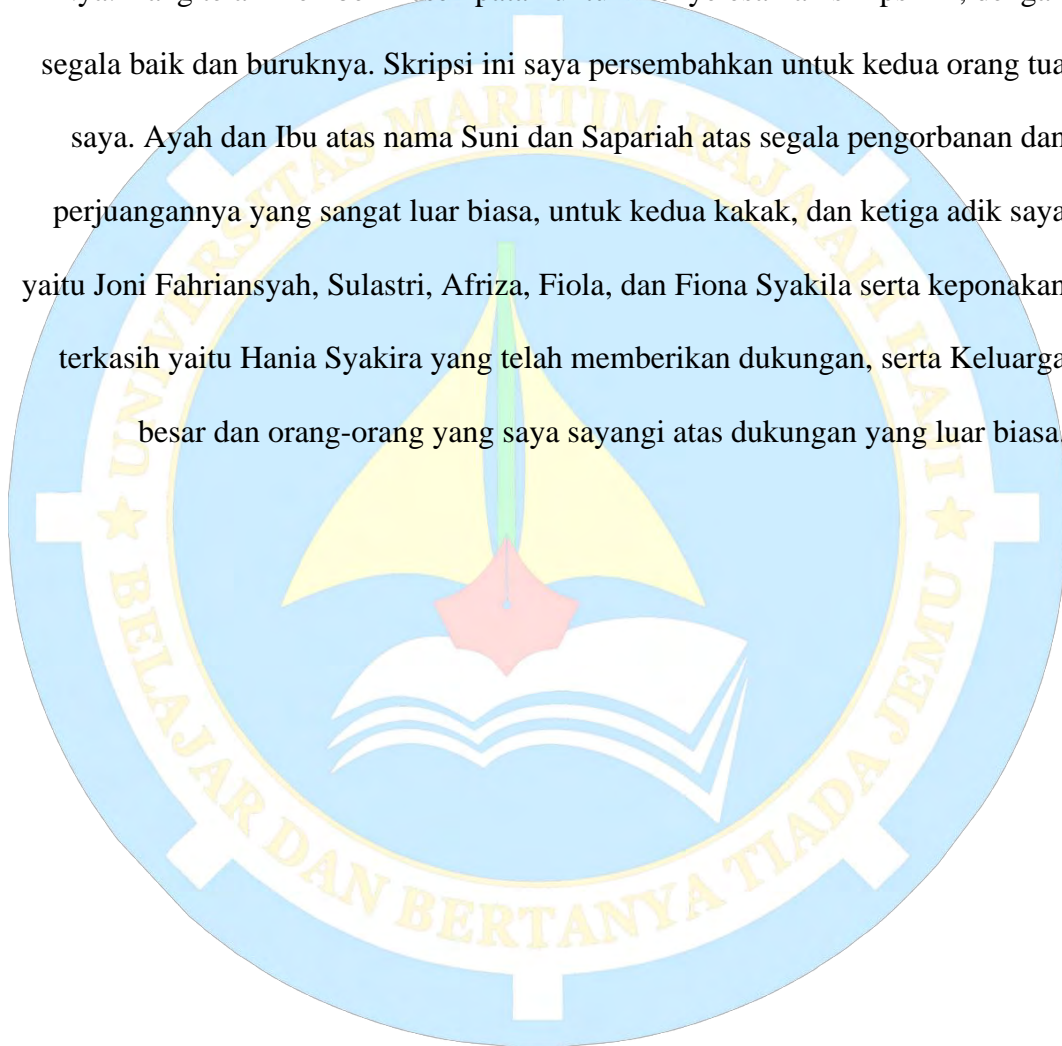 segala baik dan buruknya. Skripsi ini saya persembahkan untuk kedua orang tua
saya. Ayah dan Ibu atas nama Suni dan Sapariah atas segala pengorbanan dan
perjuangannya yang sangat luar biasa, untuk kedua kakak, dan ketiga adik saya
yaitu Joni Fahriansyah, Sulastri, Afriza, Fiola, dan Fiona Syakila serta keponakan
terkasih yaitu Hania Syakira yang telah memberikan dukungan, serta Keluarga
besar dan orang-orang yang saya sayangi atas dukungan yang luar biasa.
UNIVERSITAS MARITIM RAJA ALI HAJI
BELAJAR DAN BERTANYA TIADA JEMU